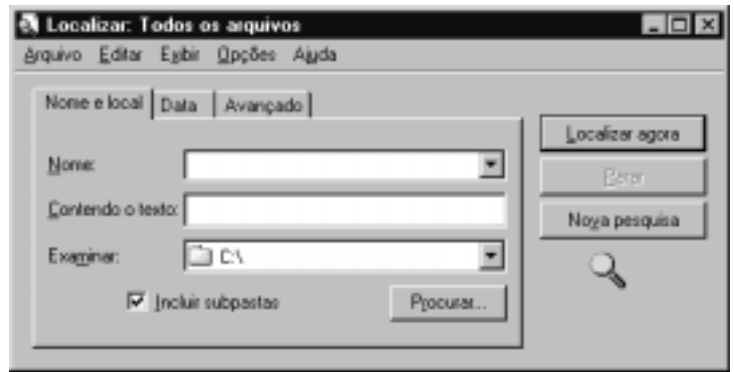 Localizar: Todos os arquivos
Arquivo Editar Exibir Opções Ajuda
Nome e local Data Avançado
Localizar agora
Nome:
Parar
Contendo o texto:
Nova pesquisa
Examinar: C:\
Incluir subpastas Procurar...